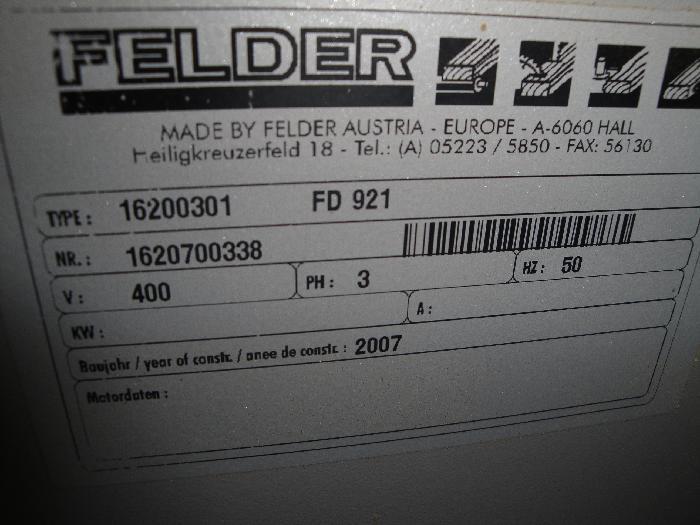 FELDER
MADE BY FELDER AUSTRIA - EUROPE - A-6060 HALL
Heiligkreuzerfeld 18 - Tel.: (A) 05223 / 5850 - FAX: 56130
TYPE : 16200301 FD 921
NR. : 1620700338
V : 400 PH : 3 HZ : 50
KW : A :
Baujahr / year of constr. / anee de constr. : 2007
Motordaten :